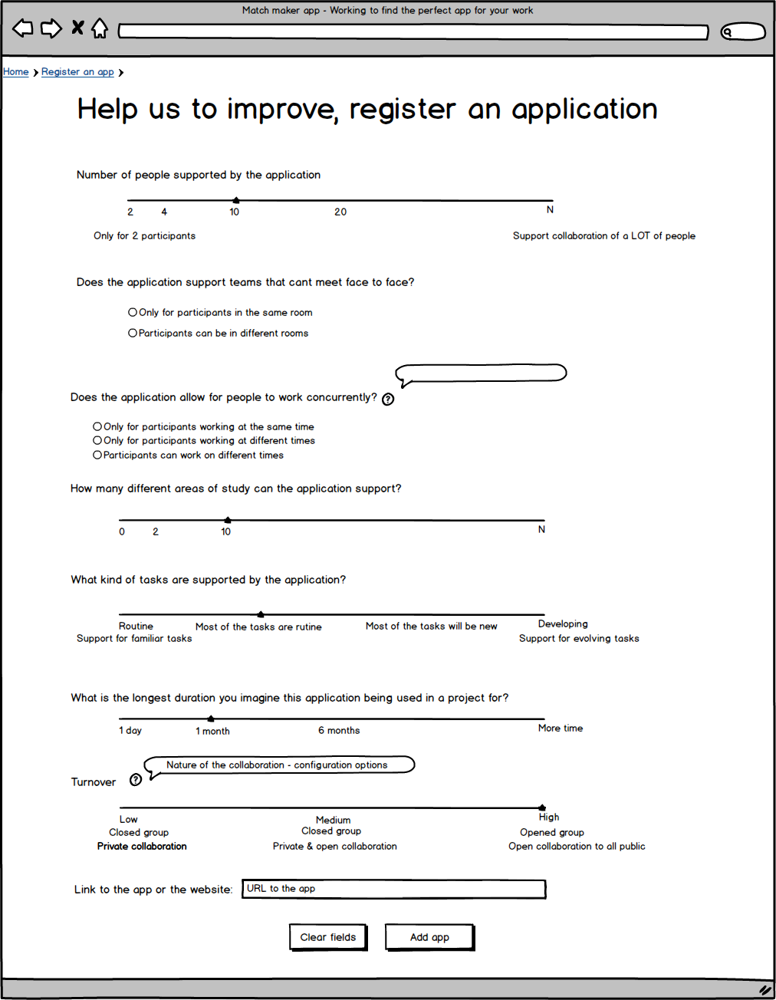 Match maker app - Working to find the perfect app for your work
Home Register an app
Help us to improve, register an application
Number of people supported by the application
2 4 10 20 N
Only for 2 participants Support collaboration of a LOT of people
Does the application support teams that cant meet face to face?
Only for participants in the same room
Participants can be in different rooms
Does the application allow for people to work concurrently? ?
Only for participants working at the same time
Only for participants working at different times
Participants can work on different times
How many different areas of study can the application support?
0 2 10 N
What kind of tasks are supported by the application?
Routine Most of the tasks are rutine Most of the tasks will be new Developing
Support for familiar tasks Support for evolving tasks
What is the longest duration you imagine this application being used in a project for?
1 day 1 month 6 months More time
Nature of the collaboration - configuration options
Turnover ?
Low Medium High
Closed group Closed group Opened group
Private collaboration Private & open collaboration Open collaboration to all public
Link to the app or the website: URL to the app
Clear fields Add app